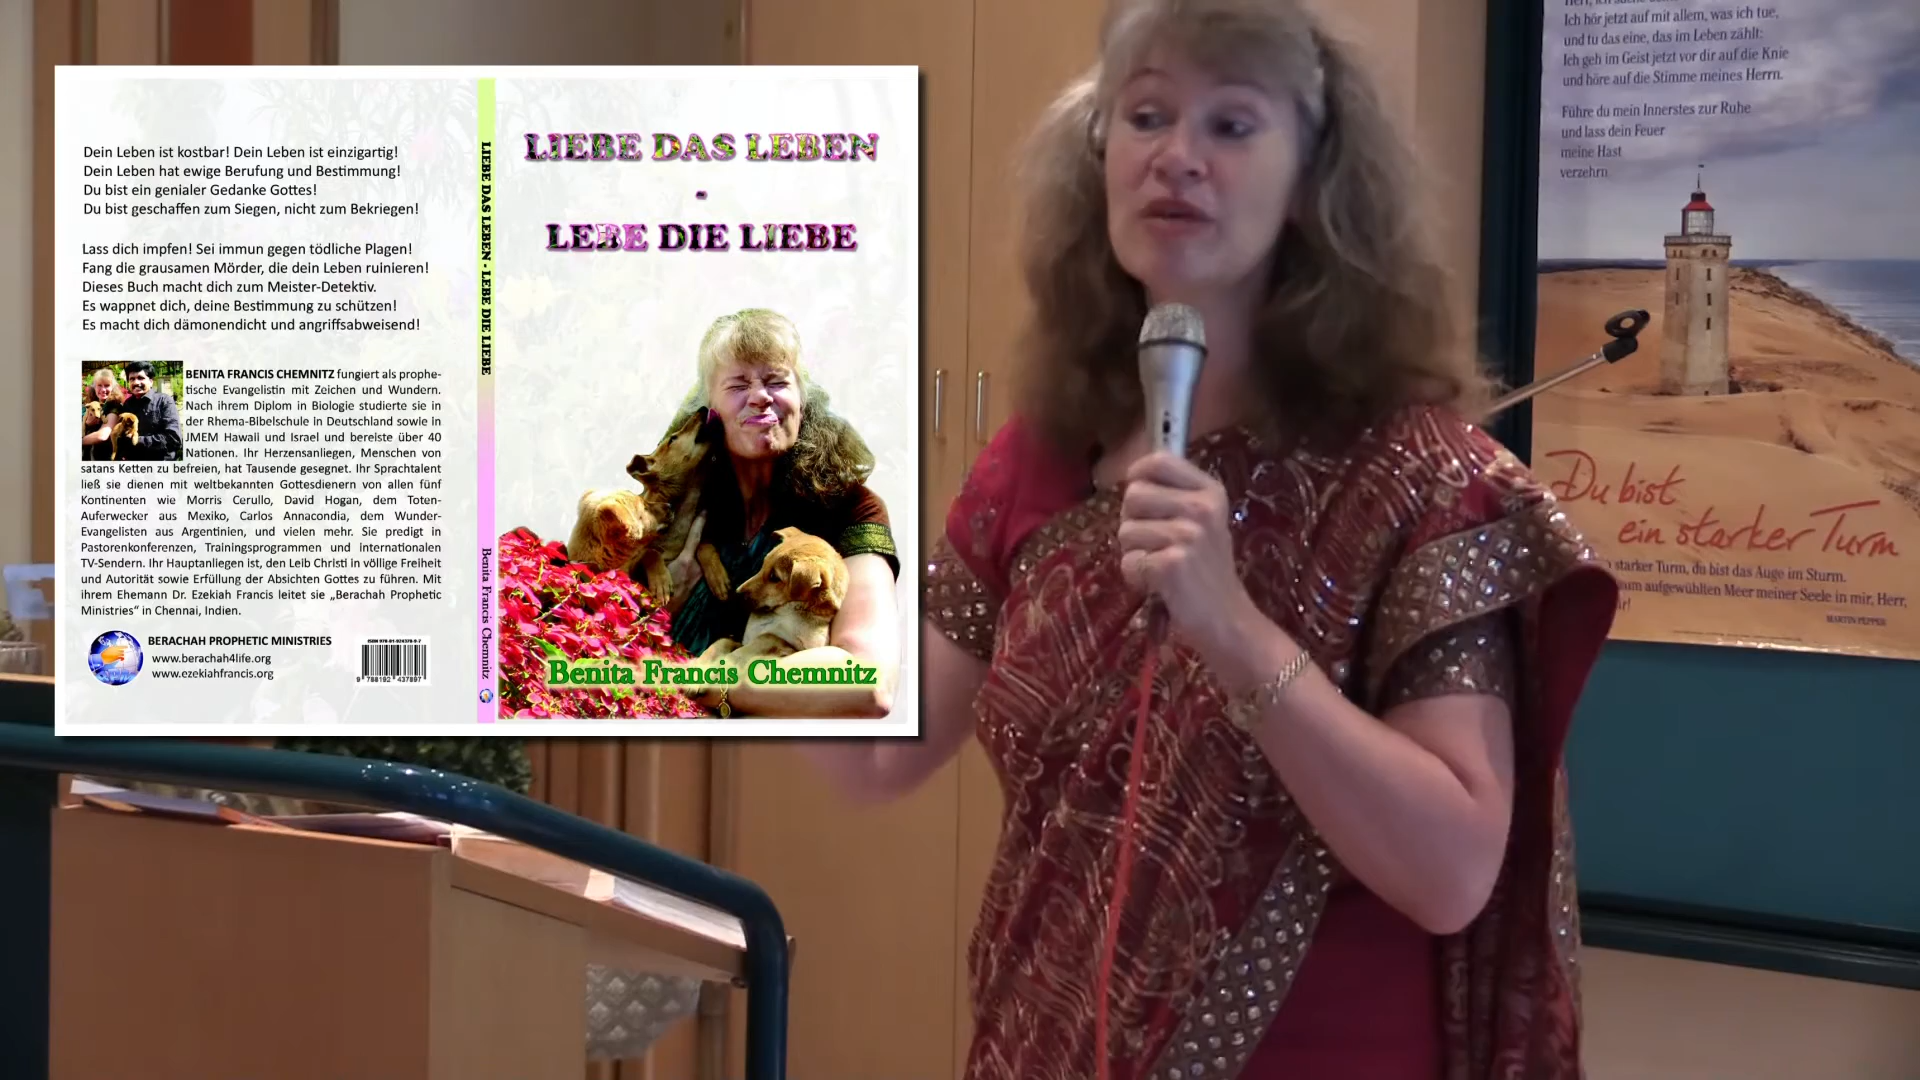 Dein Leben ist kostbar! Dein Leben ist einzigartig!
Dein Leben hat ewige Berufung und Bestimmung!
Du bist ein genialer Gedanke Gottes!
Du bist geschaffen zum Siegen, nicht zum Bekriegen!
Lass dich impfen! Sei immun gegen tödliche Plagen!
Fang die grausamen Mörder, die dein Leben ruinieren!
Dieses Buch macht dich zum Meister-Detektiv.
Es wappnet dich, deine Bestimmung zu schützen!
Es macht dich dämonendicht und angriffsabweisend!
BENITA FRANCIS CHEMNITZ fungiert als prophe-
tische Evangelistin mit Zeichen und Wundern.
Nach ihrem Diplom in Biologie studierte sie in
der Rhema-Bibelschule in Deutschland sowie in
JMEM Hawaii und Israel und bereiste über 40
Nationen. Ihr Herzensanliegen, Menschen von
satans Ketten zu befreien, hat Tausende gesegnet. Ihr Sprachtalent
ließ sie dienen mit weltbekannten Gottesdienern von allen fünf
Kontinenten wie Morris Cerullo, David Hogan, dem Toten-
Auferwecker aus Mexiko, Carlos Annacondia, dem Wunder-
Evangelisten aus Argentinien, und vielen mehr. Sie predigt in
Pastorenkonferenzen, Trainingsprogrammen und internationalen
TV-Sendern. Ihr Hauptanliegen ist, den Leib Christi in völlige Freiheit
und Autorität sowie Erfüllung der Absichten Gottes zu führen. Mit
ihrem Ehemann Dr. Ezekiah Francis leitet sie „Berachah Prophetic
Ministries“ in Chennai, Indien.
BERACHAH PROPHETIC MINISTRIES
www.berachah4life.org
www.ezekiahfrancis.org
ISBN 978-81-924378-9-7
9 788192 437897
LIEBE DAS LEBEN - LEBE DIE LIEBE
Benita Francis Chemnitz
LIEBE DAS LEBEN
-
LEBE DIE LIEBE
Benita Francis Chemnitz
Ich hör jetzt auf mit allem, was ich tue,
und tu das eine, das im Leben zählt:
Ich geh im Geist jetzt vor dir auf die Knie
und höre auf die Stimme meines Herrn.
Führe du mein Innerstes zur Ruhe
und lass dein Feuer
meine Hast
verzehrn
Du bist
ein starker Turm
starker Turm, du bist das Auge im Sturm.
zum aufgewühlten Meer meiner Seele in mir, Herr,
MARTIN PEPPER